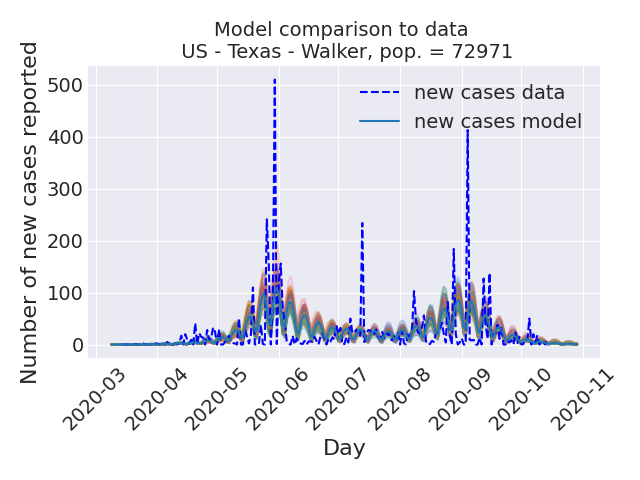 Model comparison to data
US - Texas - Walker, pop. = 72971
Number of new cases reported
500
400
300
200
100
0
new cases data
new cases model
2020-03
2020-04
2020-05
2020-06
2020-07
2020-08
2020-09
2020-10
2020-11
Day